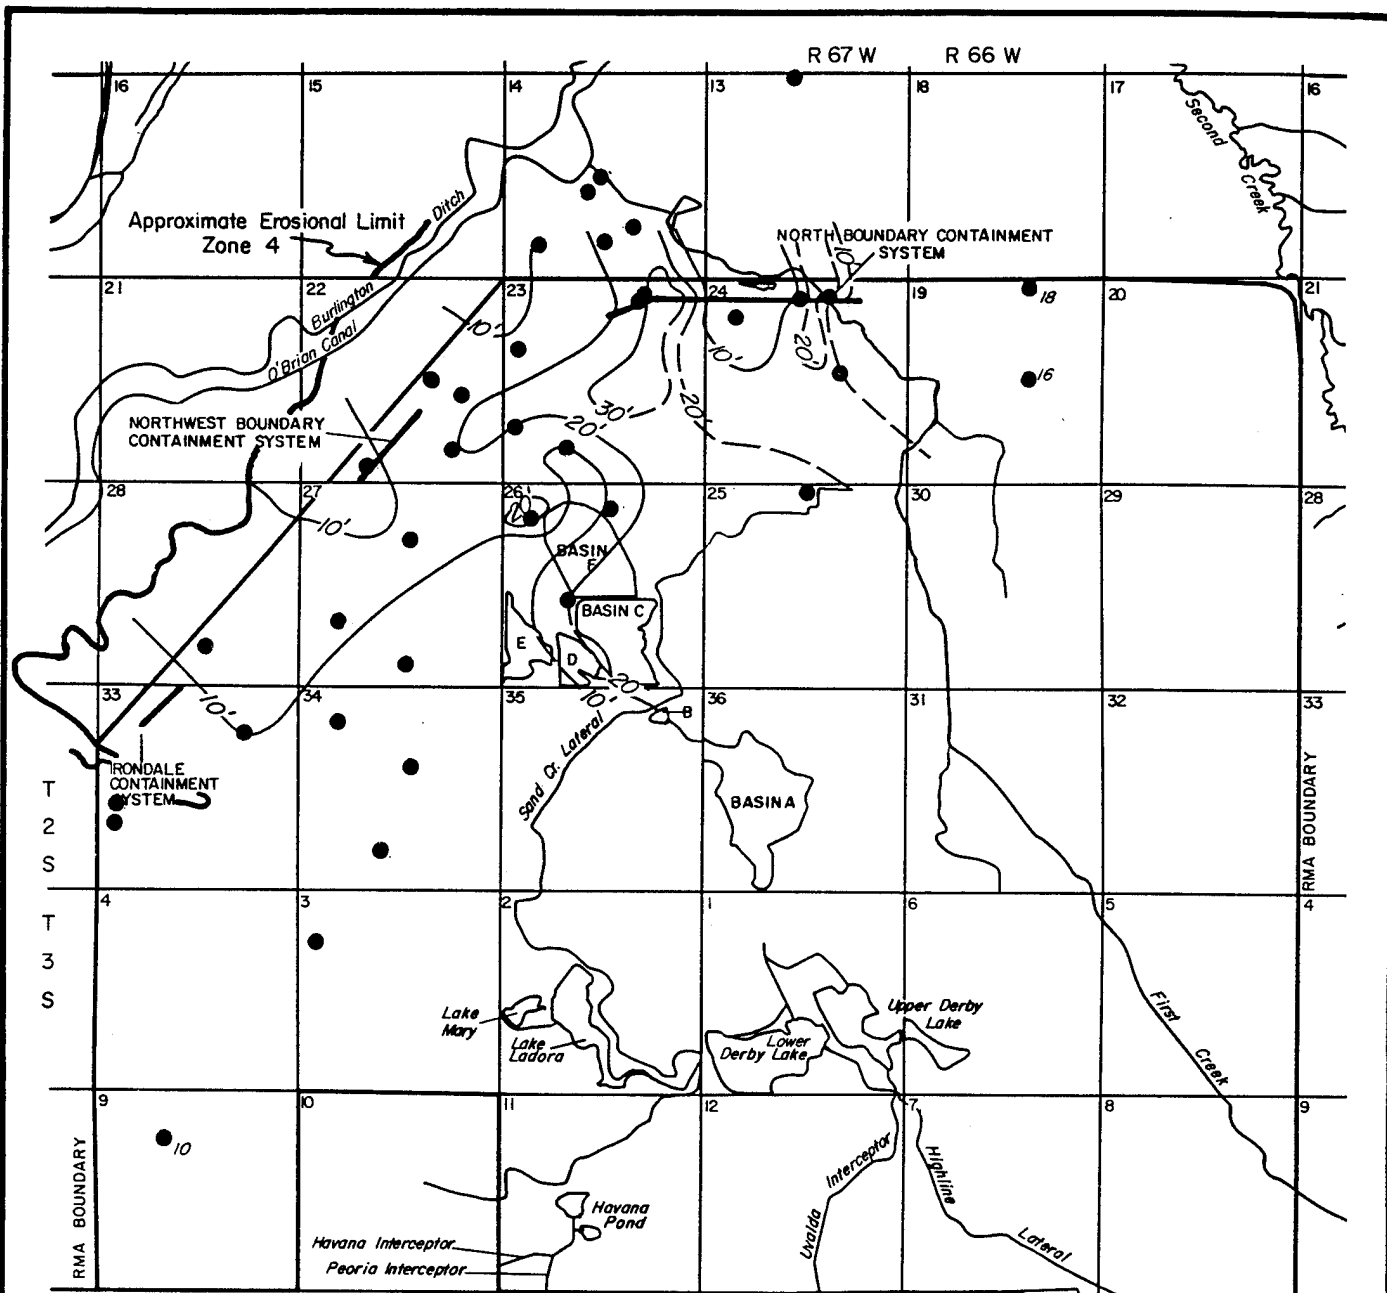 R 67 W
R 66 W
16
15
14
13
18
17
16
Second
Creek
Approximate Erosional Limit
Zone 4
Ditch
NORTH BOUNDARY CONTAINMENT
SYSTEM
10'
21
22
23
24
19
20
21
18
Burlington
O'Brian Canal
10'
10'
20'
16
30'
20'
20'
NORTHWEST BOUNDARY
CONTAINMENT SYSTEM
28
27
26
25
30
29
28
20'
10'
BASIN
F
BASIN C
E
D
33
34
35
36
31
32
33
20'
10'
10'
B
Sand Cr. Lateral
IRONDALE
CONTAINMENT
SYSTEM
BASIN A
RMA BOUNDARY
T
2
S
4
3
2
1
6
5
4
T
3
S
First
Creek
Lake
Mary
Lake
Ladora
Upper Derby
Lake
Lower
Derby Lake
9
10
11
12
7
8
9
10
RMA BOUNDARY
Uvalda
Interceptor
Highline
Lateral
Havana
Pond
Havana Interceptor
Peoria Interceptor